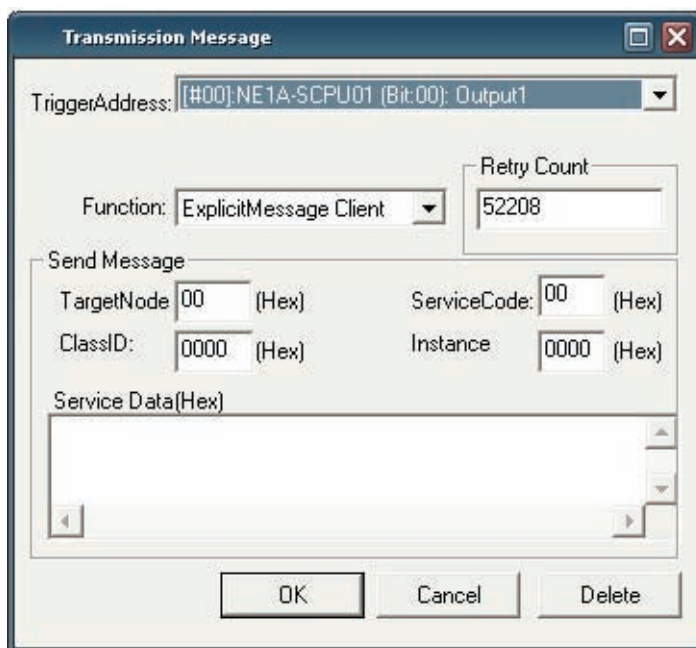 Transmission Message
TriggerAddress: [#00]:NE1A-SCPU01 (Bit:00): Output1
Function: ExplicitMessage Client
Retry Count
52208
Send Message
TargetNode 00 (Hex) ServiceCode: 00 (Hex)
ClassID: 0000 (Hex) Instance 0000 (Hex)
Service Data(Hex)
OK Cancel Delete